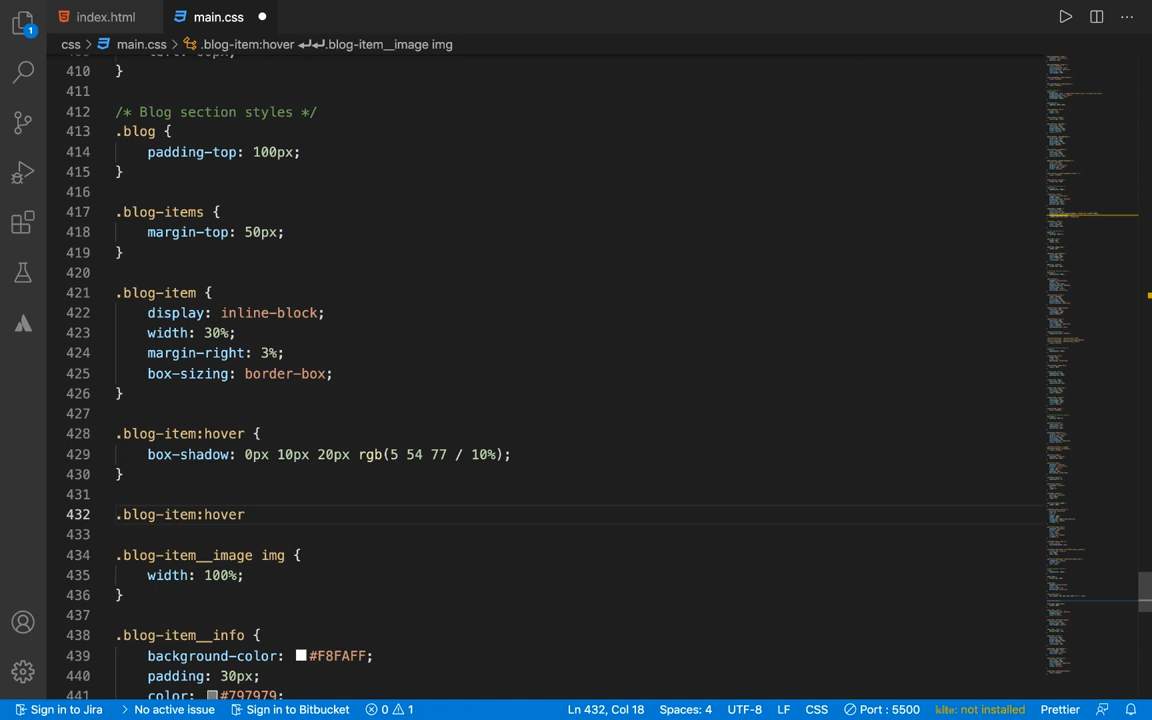 index.html
main.css
1
css > main.css > .blog-item:hover ↵↵.blog-item__image img
410 }
411
412 /* Blog section styles */
413 .blog {
414 padding-top: 100px;
415 }
416
417 .blog-items {
418 margin-top: 50px;
419 }
420
421 .blog-item {
422 display: inline-block;
423 width: 30%;
424 margin-right: 3%;
425 box-sizing: border-box;
426 }
427
428 .blog-item:hover {
429 box-shadow: 0px 10px 20px rgb(5 54 77 / 10%);
430 }
431
432 .blog-item:hover
433
434 .blog-item__image img {
435 width: 100%;
436 }
437
438 .blog-item__info {
439 background-color: #F8FAFF;
440 padding: 30px;
441 color: #797979;
Sign in to Jira > No active issue Sign in to Bitbucket 0 1 Ln 432, Col 18 Spaces: 4 UTF-8 LF CSS Port : 5500 kite: not installed Prettier